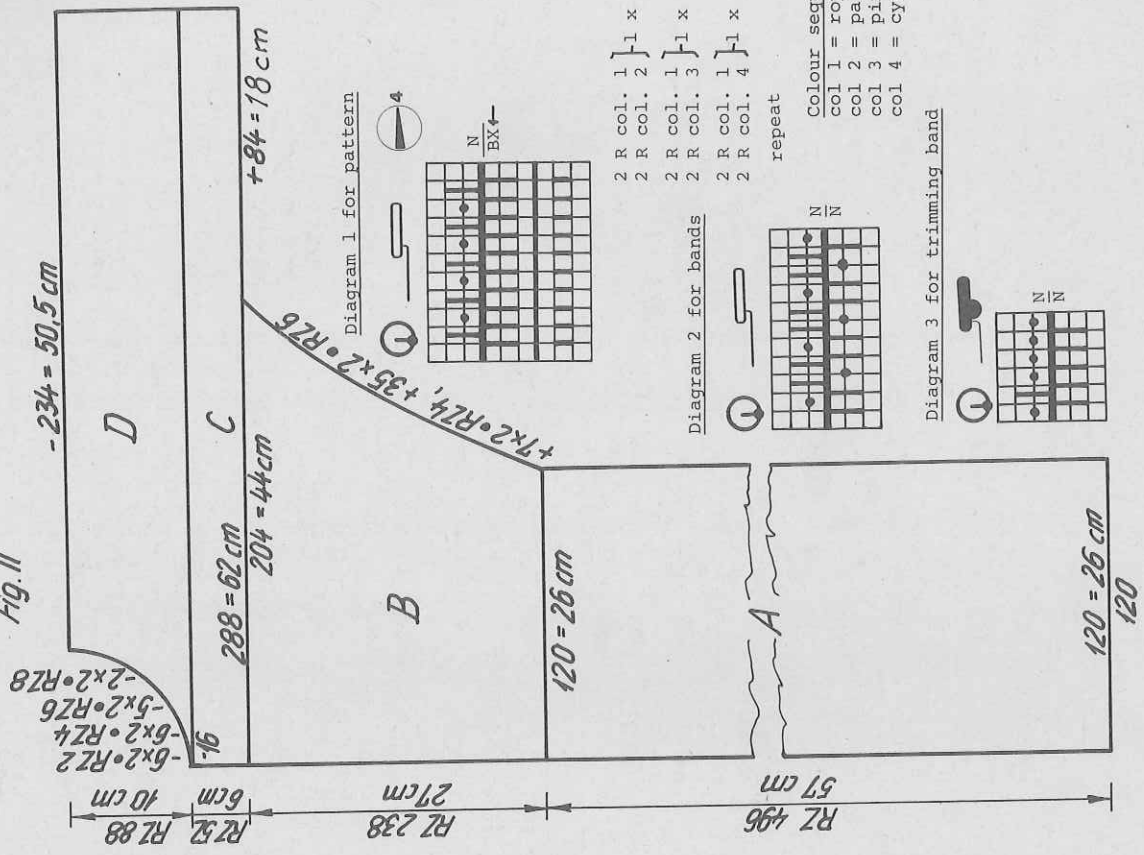 Fig. II
-234 = 50,5 cm
D
-2x2•RZ8
-5x2•RZ6
-6x2•RZ4
-6x2•RZ2
-16
RZ 88
10 cm
RZ 52
6 cm
C
288 = 62 cm
+84 = 18 cm
204 = 44 cm
B
+7x2•RZ4, +35x2•RZ6
RZ 238
27 cm
120 = 26 cm
A
RZ 496
57 cm
120 = 26 cm
120
Diagram 1 for pattern
4
N
BX←
Diagram 2 for bands
N
N
Diagram 3 for trimming band
N
N
2 R col. 1 }-1 x
2 R col. 2
2 R col. 1 }-1 x
2 R col. 3
2 R col. 1 }-1 x
2 R col. 4
repeat
Colour seq
col 1 = ro
col 2 = pa
col 3 = pi
col 4 = cy